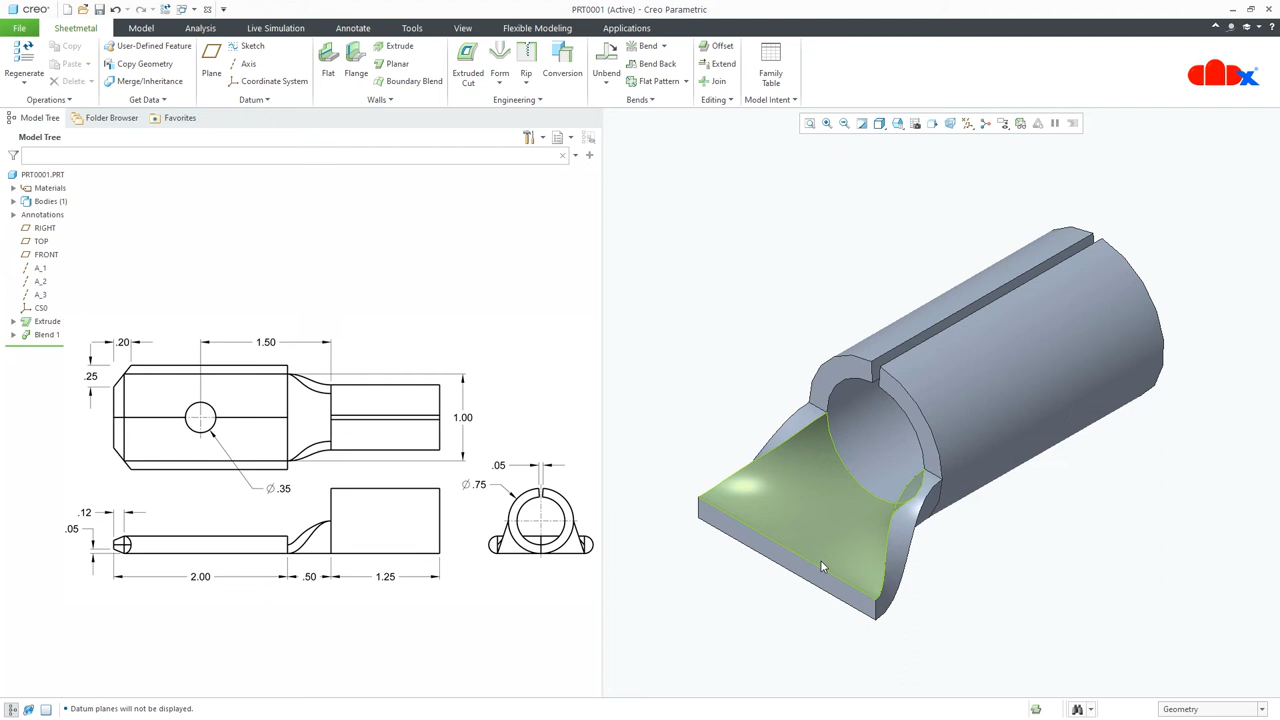 creo
PRT0001 (Active) - Creo Parametric
File Sheetmetal Model Analysis Live Simulation Annotate Tools View Flexible Modeling Applications
Regenerate
Copy
Paste
Delete
Operations
User-Defined Feature
Copy Geometry
Merge/Inheritance
Get Data
Plane
Sketch
Axis
Coordinate System
Datum
Flat
Flange
Extrude
Planar
Boundary Blend
Walls
Extruded Cut
Form
Rip
Conversion
Engineering
Unbend
Bend
Bend Back
Flat Pattern
Bends
Offset
Extend
Join
Editing
Family Table
Model Intent
Model Tree Folder Browser Favorites
Model Tree
PRT0001.PRT
Materials
Bodies (1)
Annotations
RIGHT
TOP
FRONT
A_1
A_2
A_3
CS0
Extrude
Blend 1
.20
1.50
.25
1.00
Ø.35
.05
Ø.75
.12
.05
2.00
.50
1.25
• Datum planes will not be displayed.
Geometry